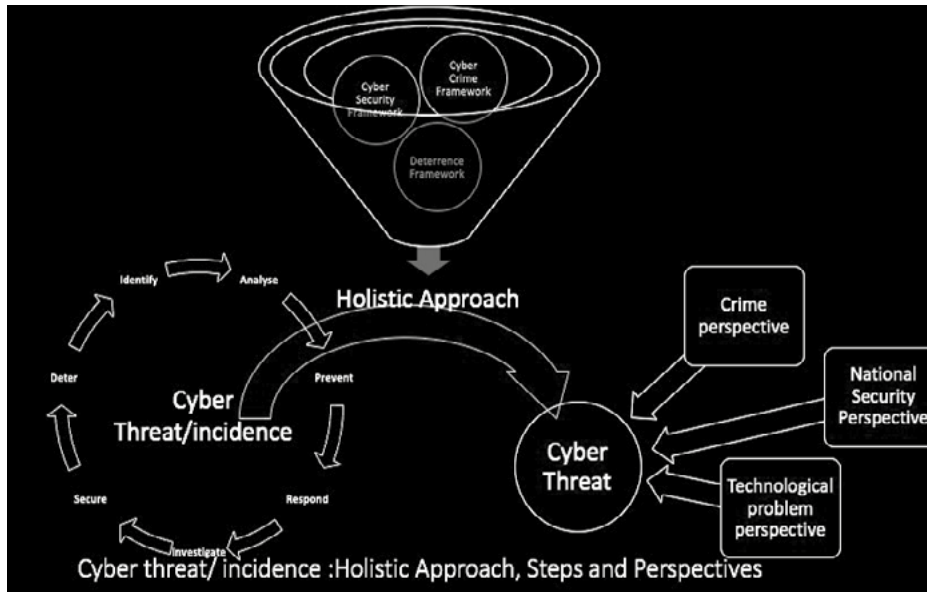 Cyber
Crime
Framework
Cyber
Security
Framework
Deterrence
Framework
Holistic Approach
Identify
Analyse
Prevent
Respond
Investigate
Secure
Deter
Cyber
Threat/incidence
Cyber
Threat
Crime
perspective
National
Security
Perspective
Technological
problem
perspective
Cyber threat/ incidence :Holistic Approach, Steps and Perspectives